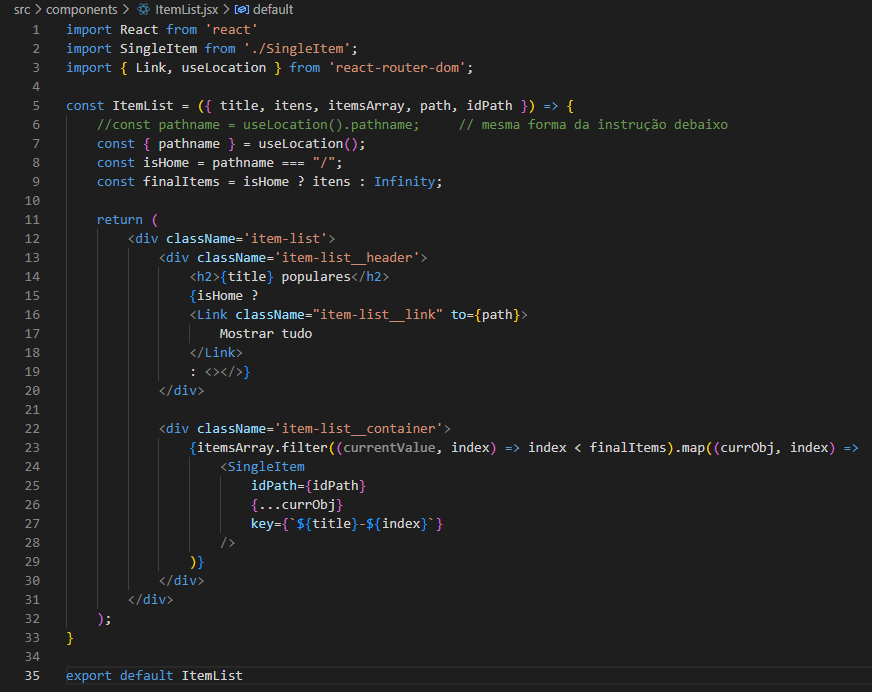 src > components > ItemList.jsx > default
1 import React from 'react'
2 import SingleItem from './SingleItem';
3 import { Link, useLocation } from 'react-router-dom';
4
5 const ItemList = ({ title, itens, itemsArray, path, idPath }) => {
6     //const pathname = useLocation().pathname;     // mesma forma da instrução debaixo
7     const { pathname } = useLocation();
8     const isHome = pathname === "/";
9     const finalItems = isHome ? itens : Infinity;
10
11     return (
12         <div className='item-list'>
13             <div className='item-list__header'>
14                 <h2>{title} populares</h2>
15                 {isHome ?
16                 <Link className="item-list__link" to={path}>
17                     Mostrar tudo
18                 </Link>
19                 : <></>}
20             </div>
21
22             <div className='item-list__container'>
23                 {itemsArray.filter((currentValue, index) => index < finalItems).map((currObj, index) =>
24                     <SingleItem
25                         idPath={idPath}
26                         {...currObj}
27                         key={`${title}-${index}`}
28                     />
29                 )}
30             </div>
31         </div>
32     );
33 }
34
35 export default ItemList